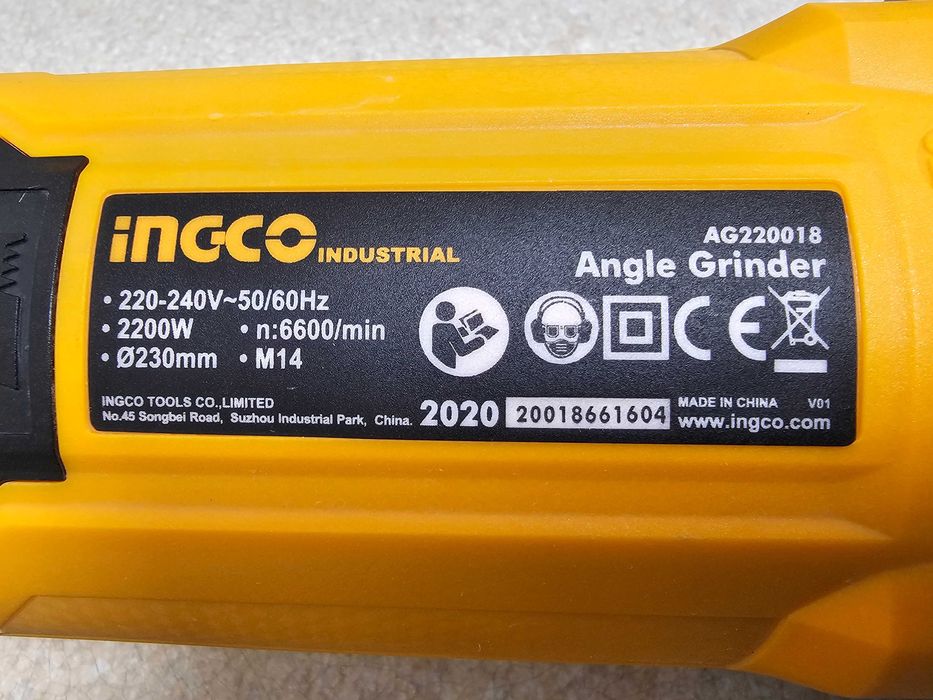 INGCO INDUSTRIAL
AG220018
Angle Grinder
• 220-240V~50/60Hz
• 2200W • n:6600/min
• Ø230mm • M14
CE
INGCO TOOLS CO.,LIMITED
No.45 Songbei Road, Suzhou Industrial Park, China.
2020 20018661604
MADE IN CHINA V01
www.ingco.com